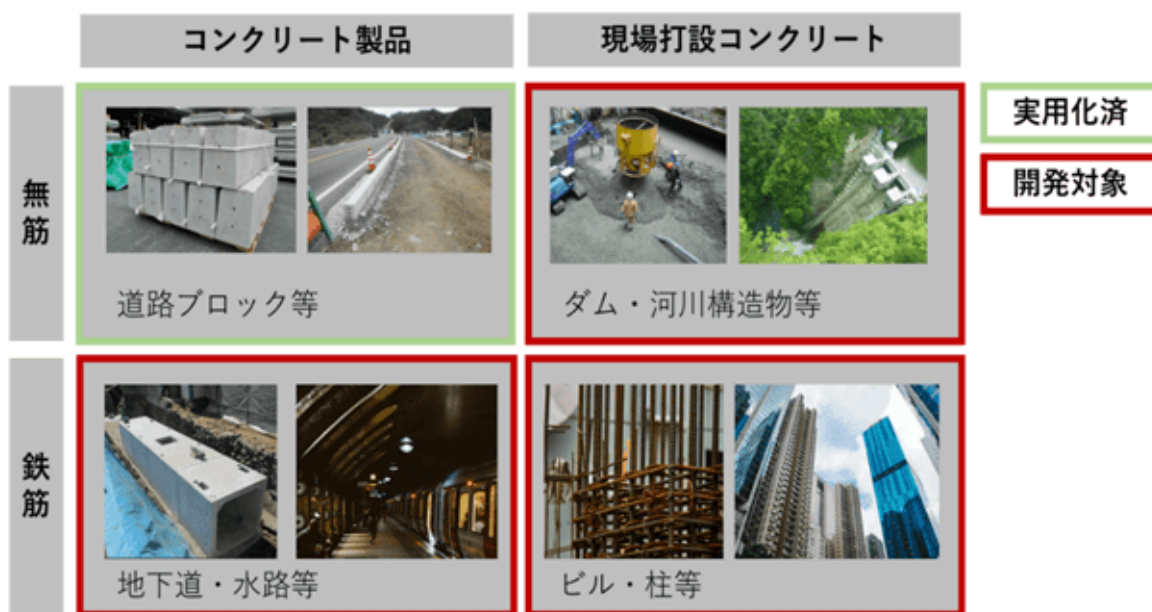 コンクリート製品
現場打設コンクリート
実用化済
開発対象
無筋
道路ブロック等
ダム・河川構造物等
鉄筋
地下道・水路等
ビル・柱等